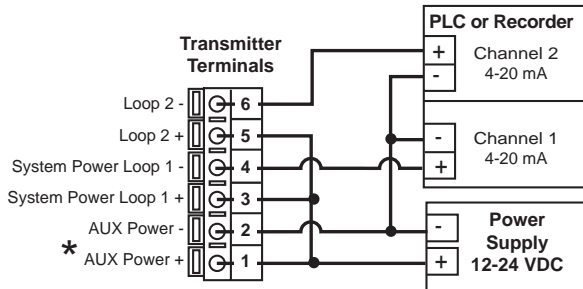 Transmitter
Terminals
Loop 2 - 6
Loop 2 + 5
System Power Loop 1 - 4
System Power Loop 1 + 3
AUX Power - 2
* AUX Power + 1
PLC or Recorder
+ Channel 2
- 4-20 mA
- Channel 1
+ 4-20 mA
- Power
Supply
+ 12-24 VDC